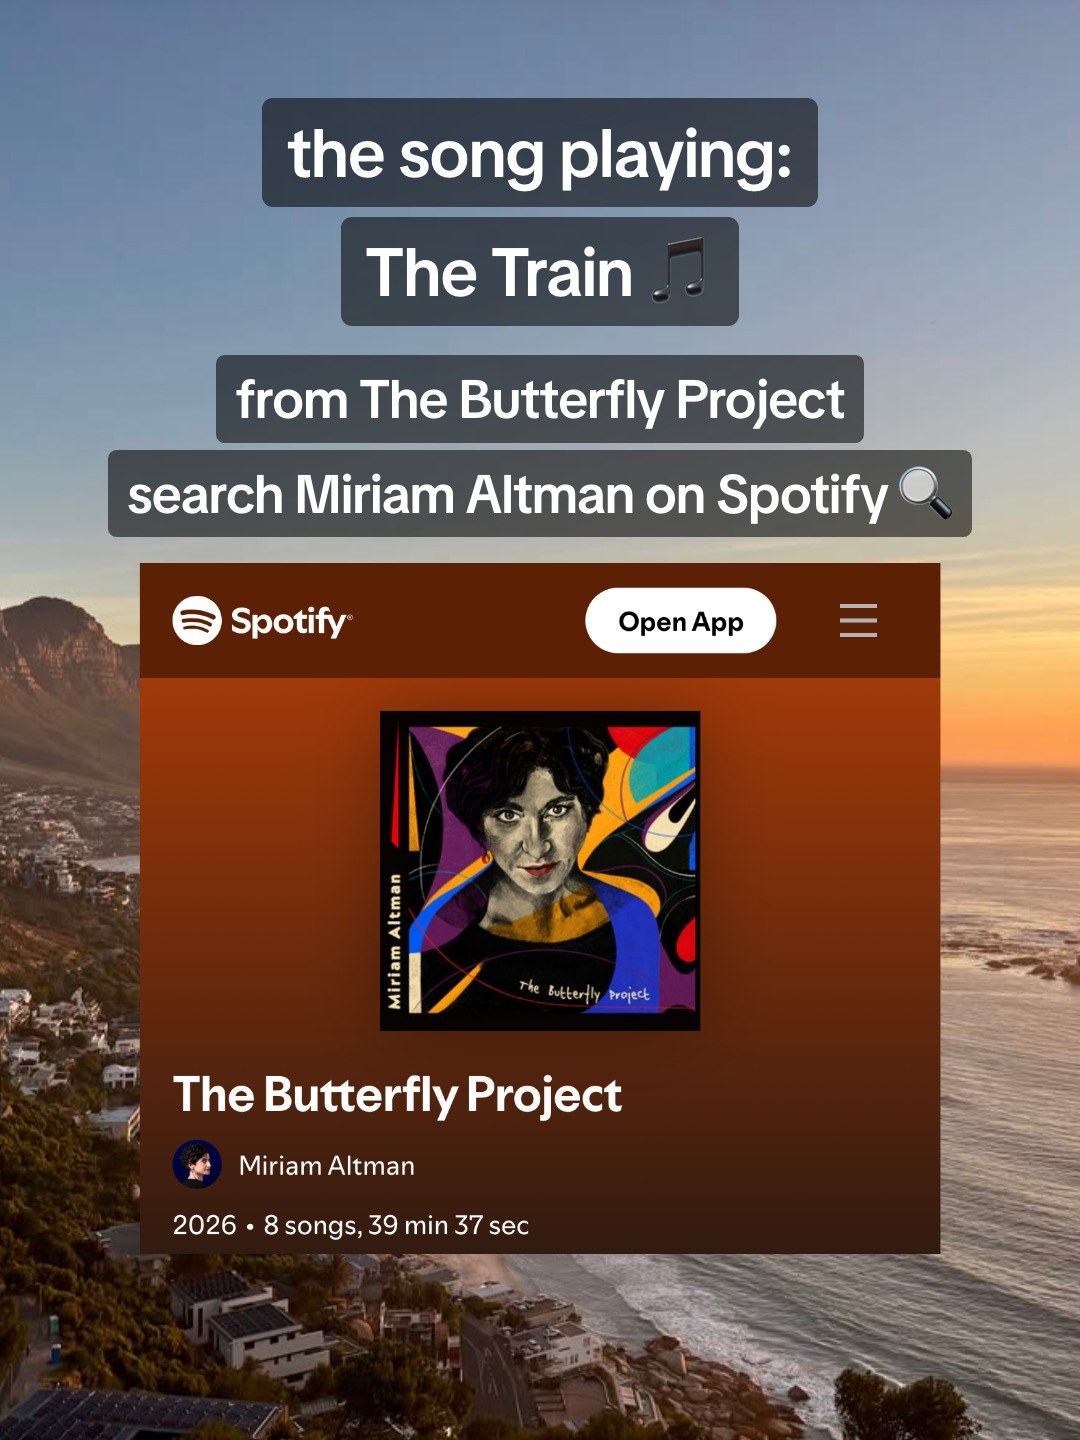 the song playing:
The Train 🎵
from The Butterfly Project
search Miriam Altman on Spotify 🔍
Spotify®
Open App
Miriam Altman
The Butterfly Project
The Butterfly Project
Miriam Altman
2026 • 8 songs, 39 min 37 sec